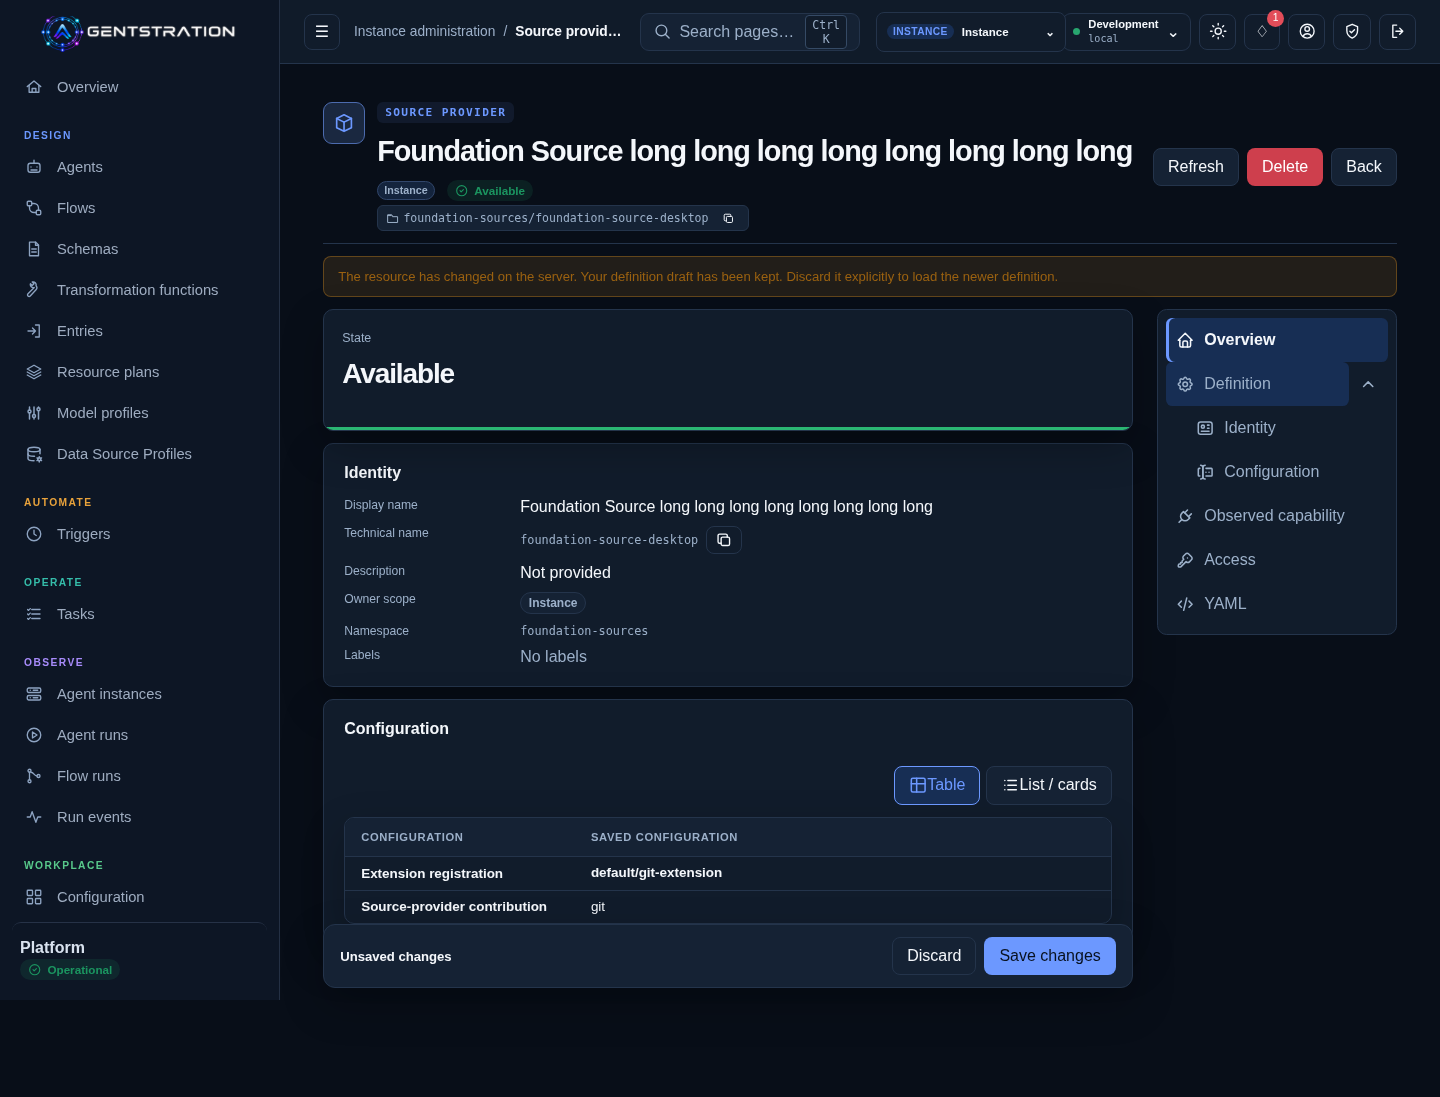 GENTSTRATION
Overview
DESIGN
Agents
Flows
Schemas
Transformation functions
Entries
Resource plans
Model profiles
Data Source Profiles
AUTOMATE
Triggers
OPERATE
Tasks
OBSERVE
Agent instances
Agent runs
Flow runs
Run events
WORKPLACE
Configuration
Platform
Operational
Instance administration / Source provid…
Search pages…
Ctrl
K
INSTANCE Instance
Development
local
1
SOURCE PROVIDER
Foundation Source long long long long long long long long
Instance Available
foundation-sources/foundation-source-desktop
Refresh
Delete
Back
The resource has changed on the server. Your definition draft has been kept. Discard it explicitly to load the newer definition.
State
Available
Identity
Display name Foundation Source long long long long long long long long
Technical name foundation-source-desktop
Description Not provided
Owner scope Instance
Namespace foundation-sources
Labels No labels
Configuration
Table List / cards
CONFIGURATION SAVED CONFIGURATION
Extension registration default/git-extension
Source-provider contribution git
Unsaved changes
Discard
Save changes
Overview
Definition
Identity
Configuration
Observed capability
Access
YAML